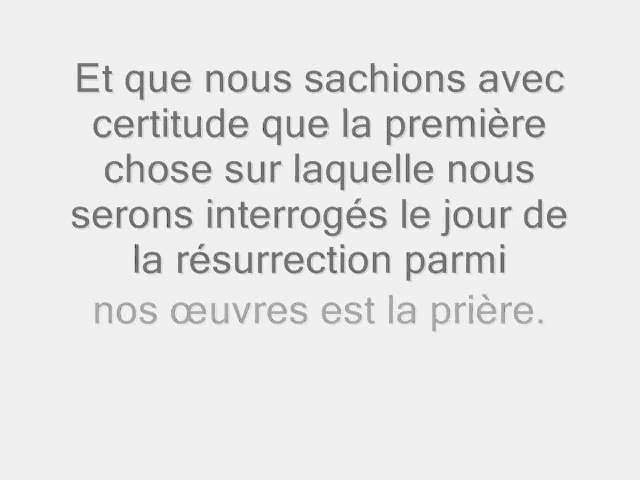 Et que nous sachions avec
certitude que la première
chose sur laquelle nous
serons interrogés le jour de
la résurrection parmi
nos œuvres est la prière.